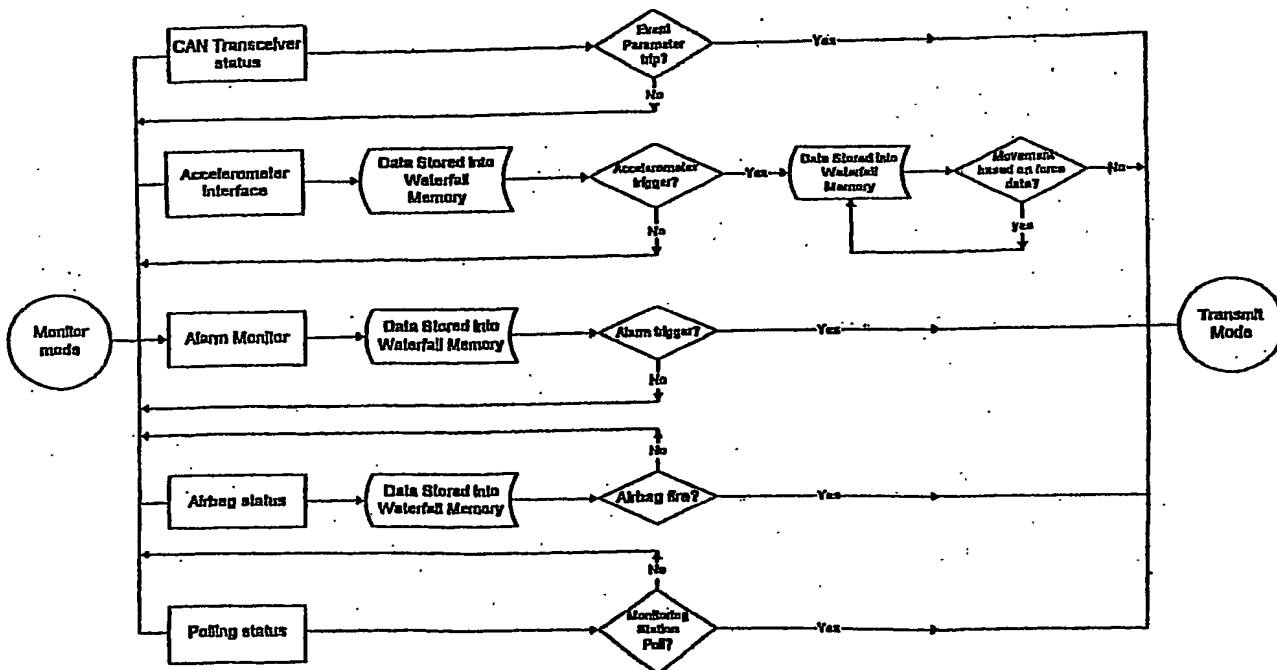 CAN Transceiver
status
Event
Parameter
trip?
Yes
No
Accelerometer
Interface
Data Stored Into
Waterfall
Memory
Accelerometer
trigger?
Yes
Data Stored Into
Waterfall
Memory
Movement
based on force
data?
No
No
yes
Monitor
mode
Alarm Monitor
Data Stored Into
Waterfall Memory
Alarm trigger?
Yes
Transmit
Mode
No
No
Airbag status
Data Stored Into
Waterfall Memory
Airbag fire?
Yes
No
Polling status
Monitoring
Station
Poll?
Yes